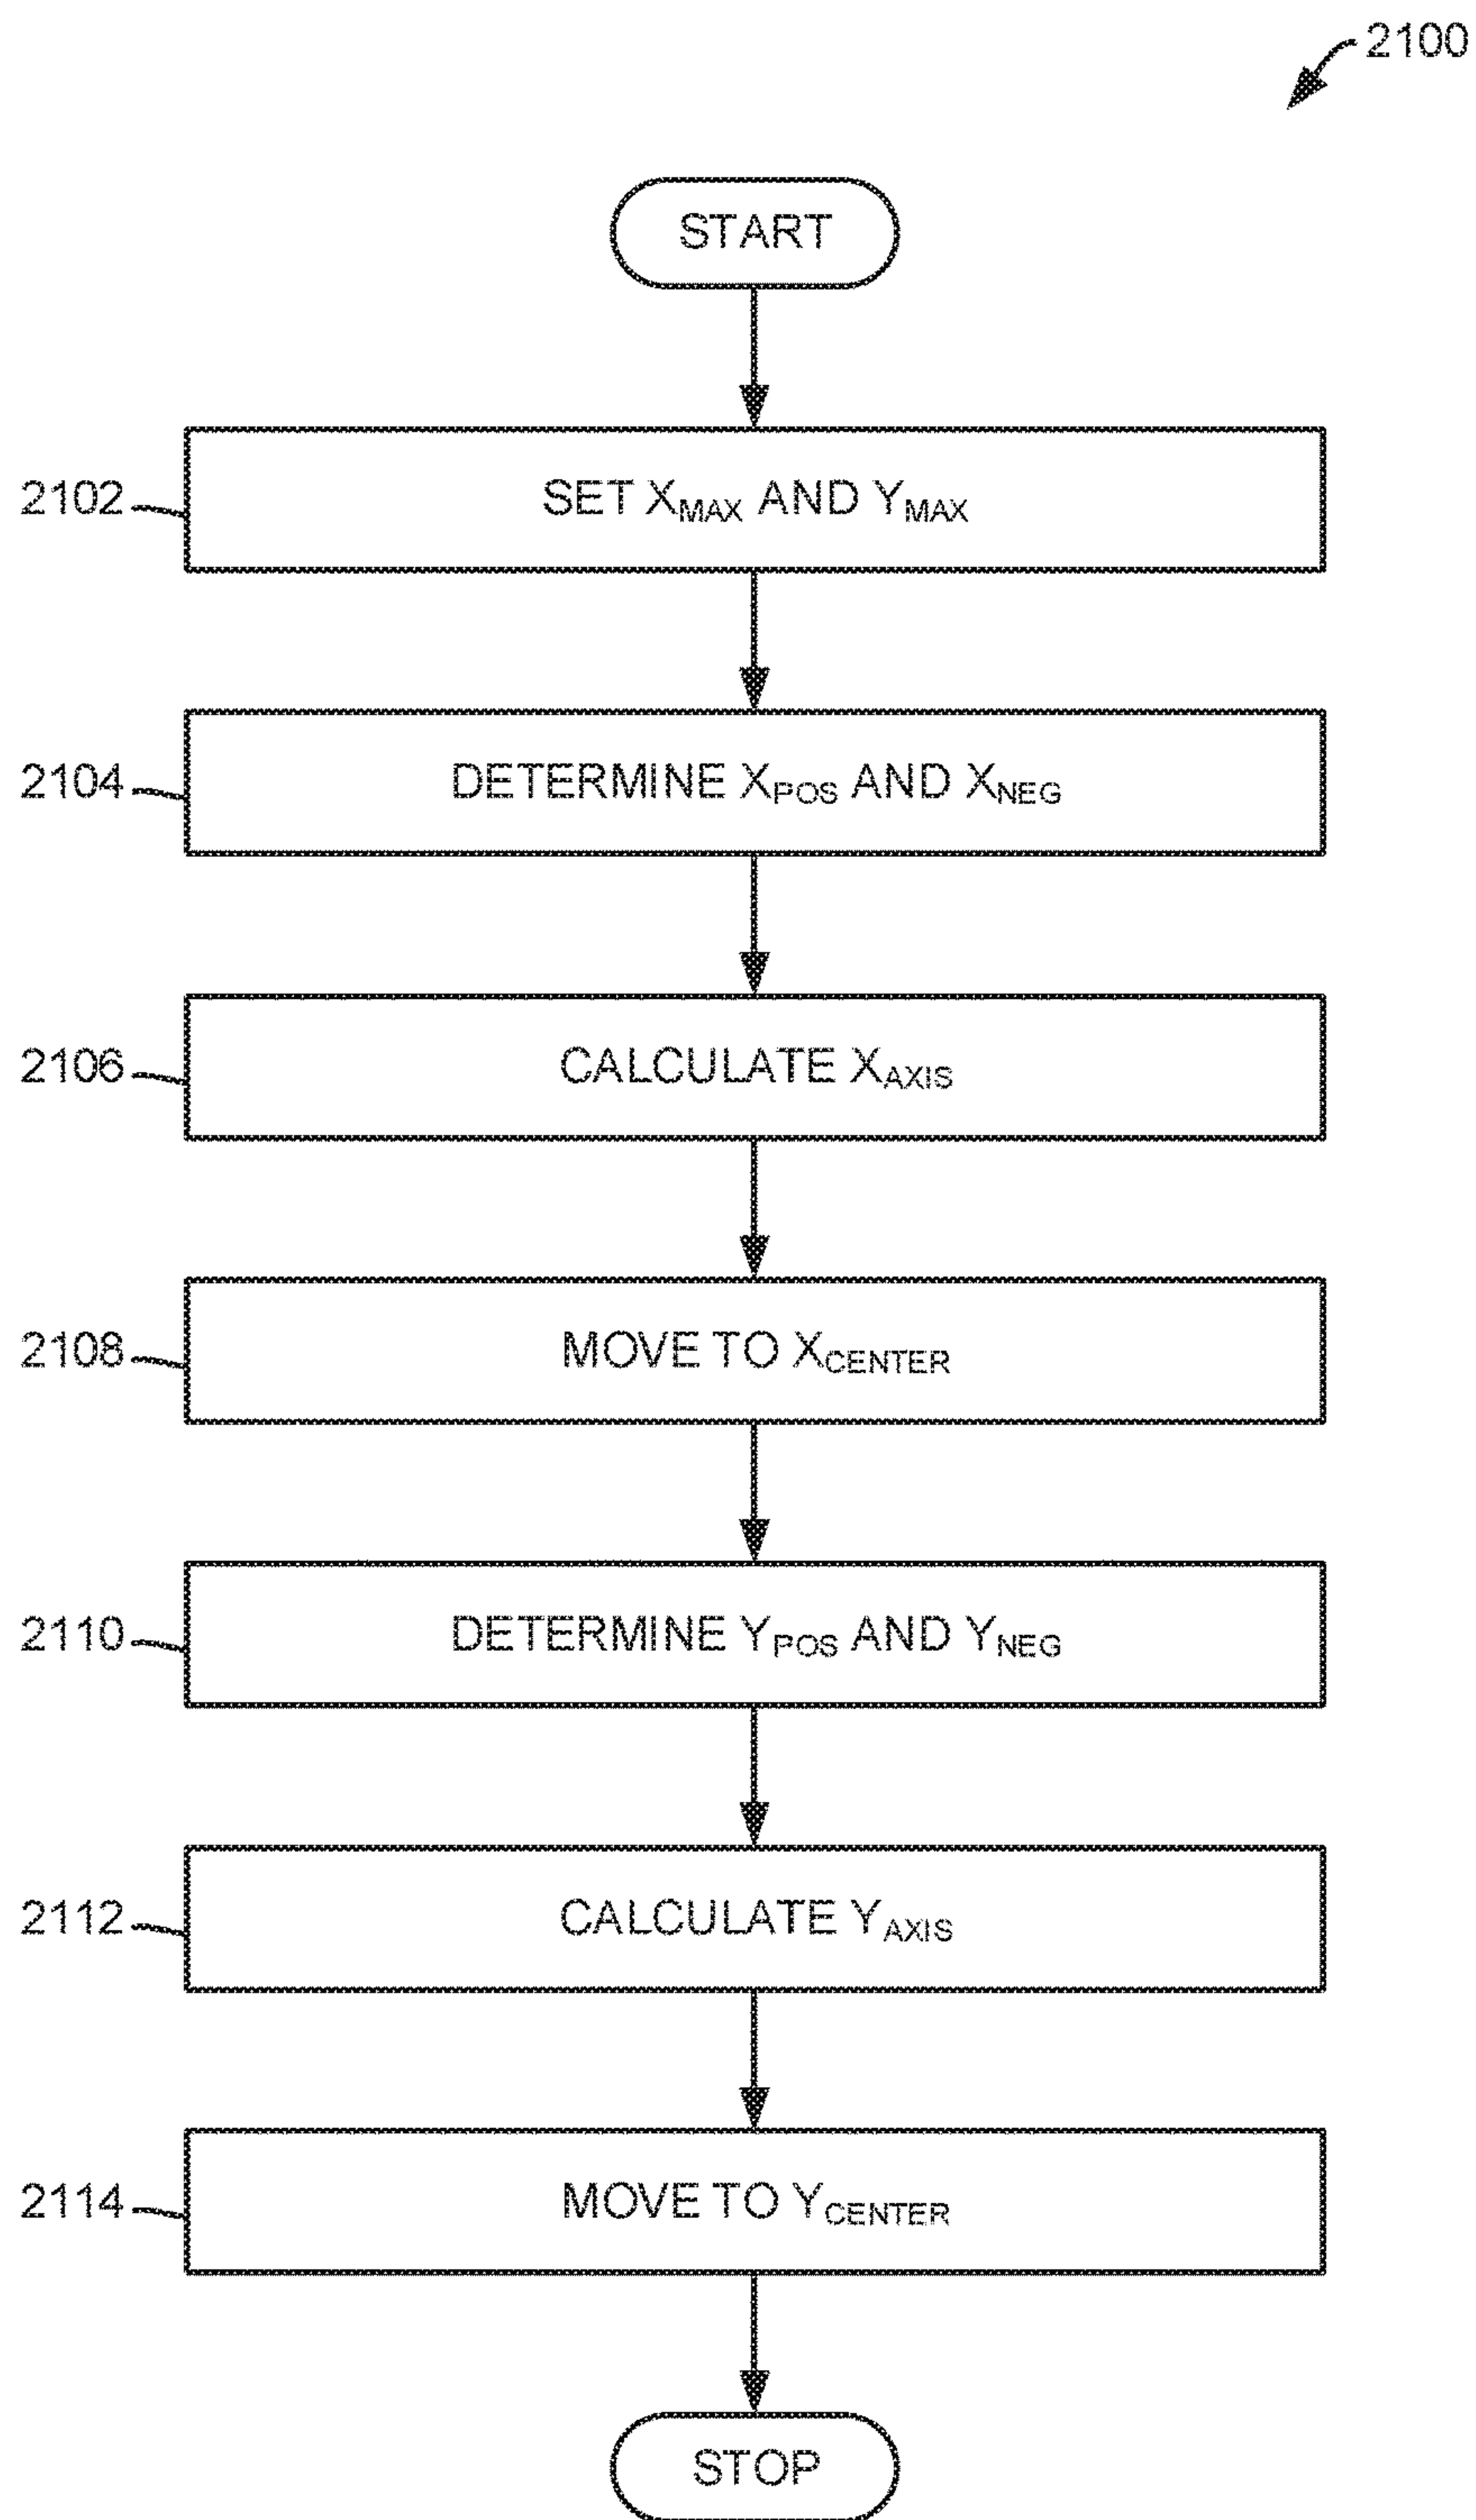 2100
START
2102 SET XMAX AND YMAX
2104 DETERMINE XPOS AND XNEG
2106 CALCULATE XAXIS
2108 MOVE TO XCENTER
2110 DETERMINE YPOS AND YNEG
2112 CALCULATE YAXIS
2114 MOVE TO YCENTER
STOP